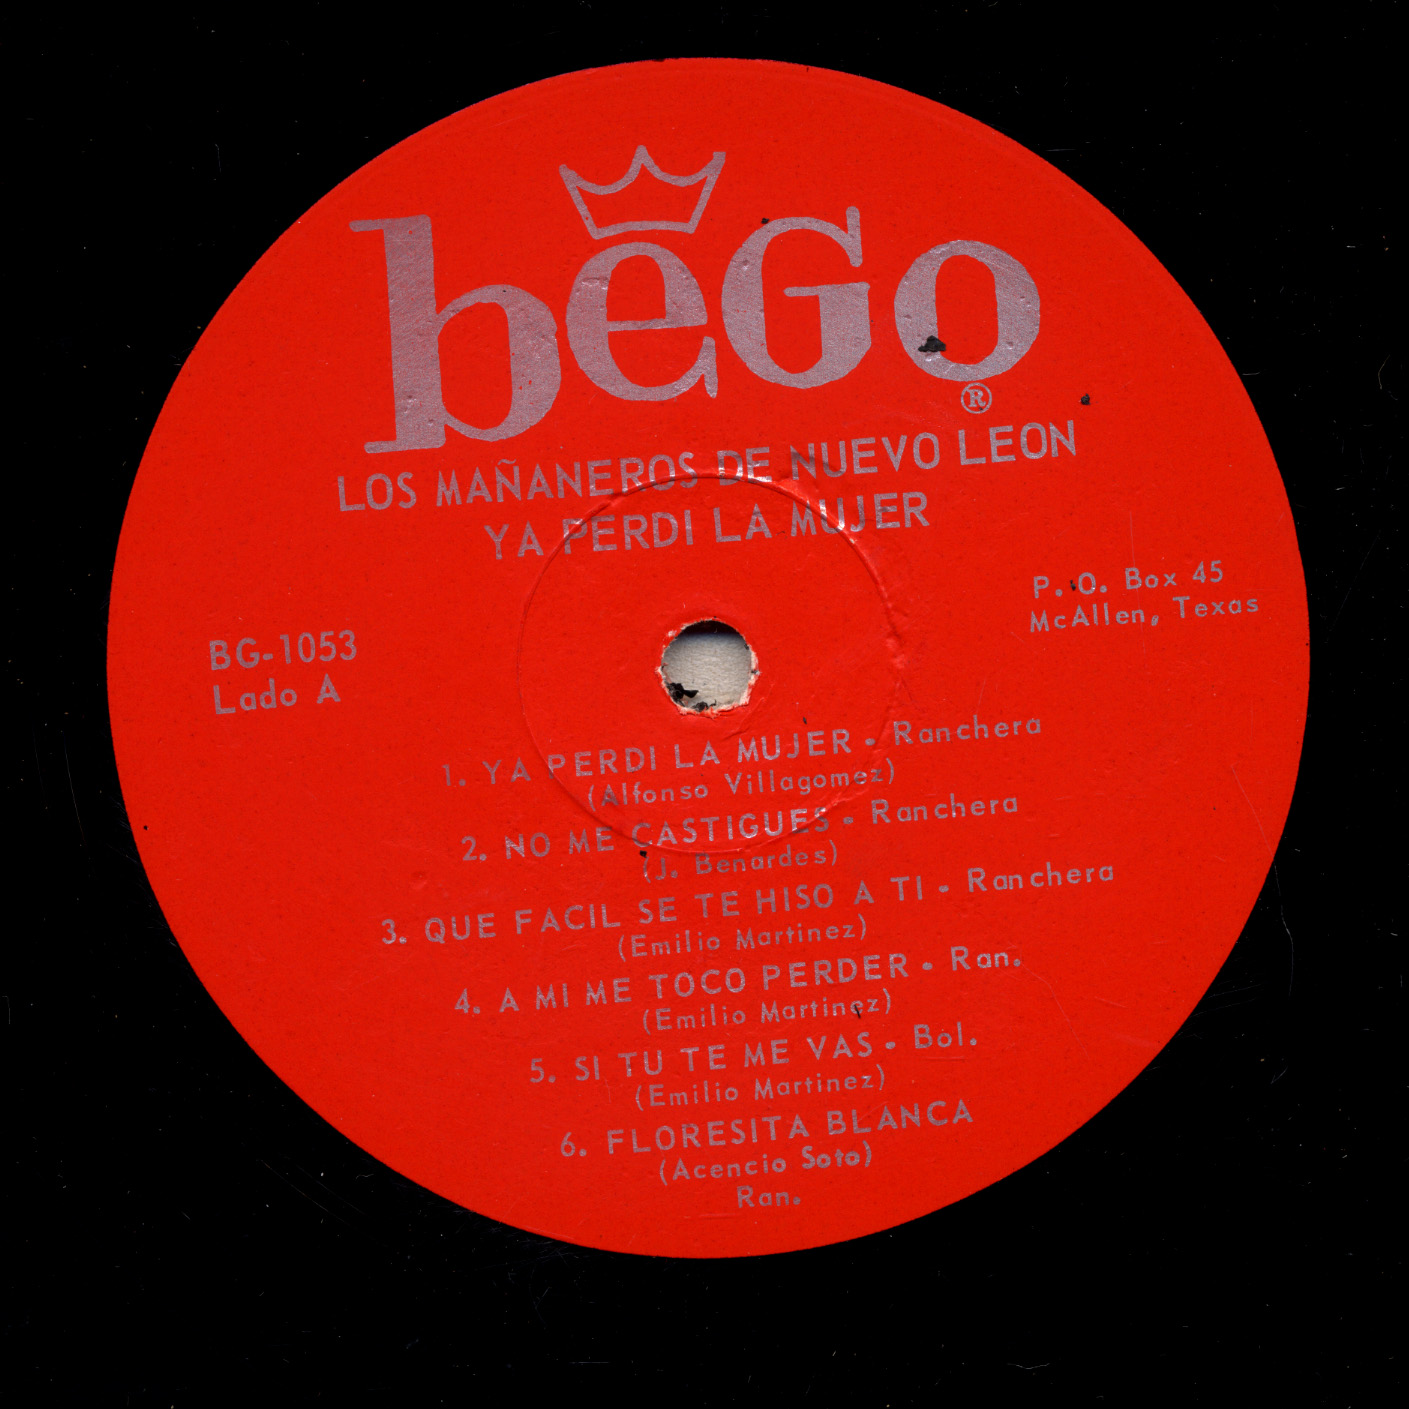 bеGo
®
LOS MAÑANEROS DE NUEVO LEON
YA PERDI LA MUJER
P. O. Box 45
McAllen, Texas
BG-1053
Lado A
1. YA PERDI LA MUJER - Ranchera
(Alfonso Villagomez)
2. NO ME CASTIGUES - Ranchera
(J. Benardes)
3. QUE FACIL SE TE HISO A TI - Ranchera
(Emilio Martinez)
4. A MI ME TOCO PERDER - Ran.
(Emilio Martinez)
5. SI TU TE ME VAS - Bol.
(Emilio Martinez)
6. FLORESITA BLANCA
(Acencio Soto)
Ran.